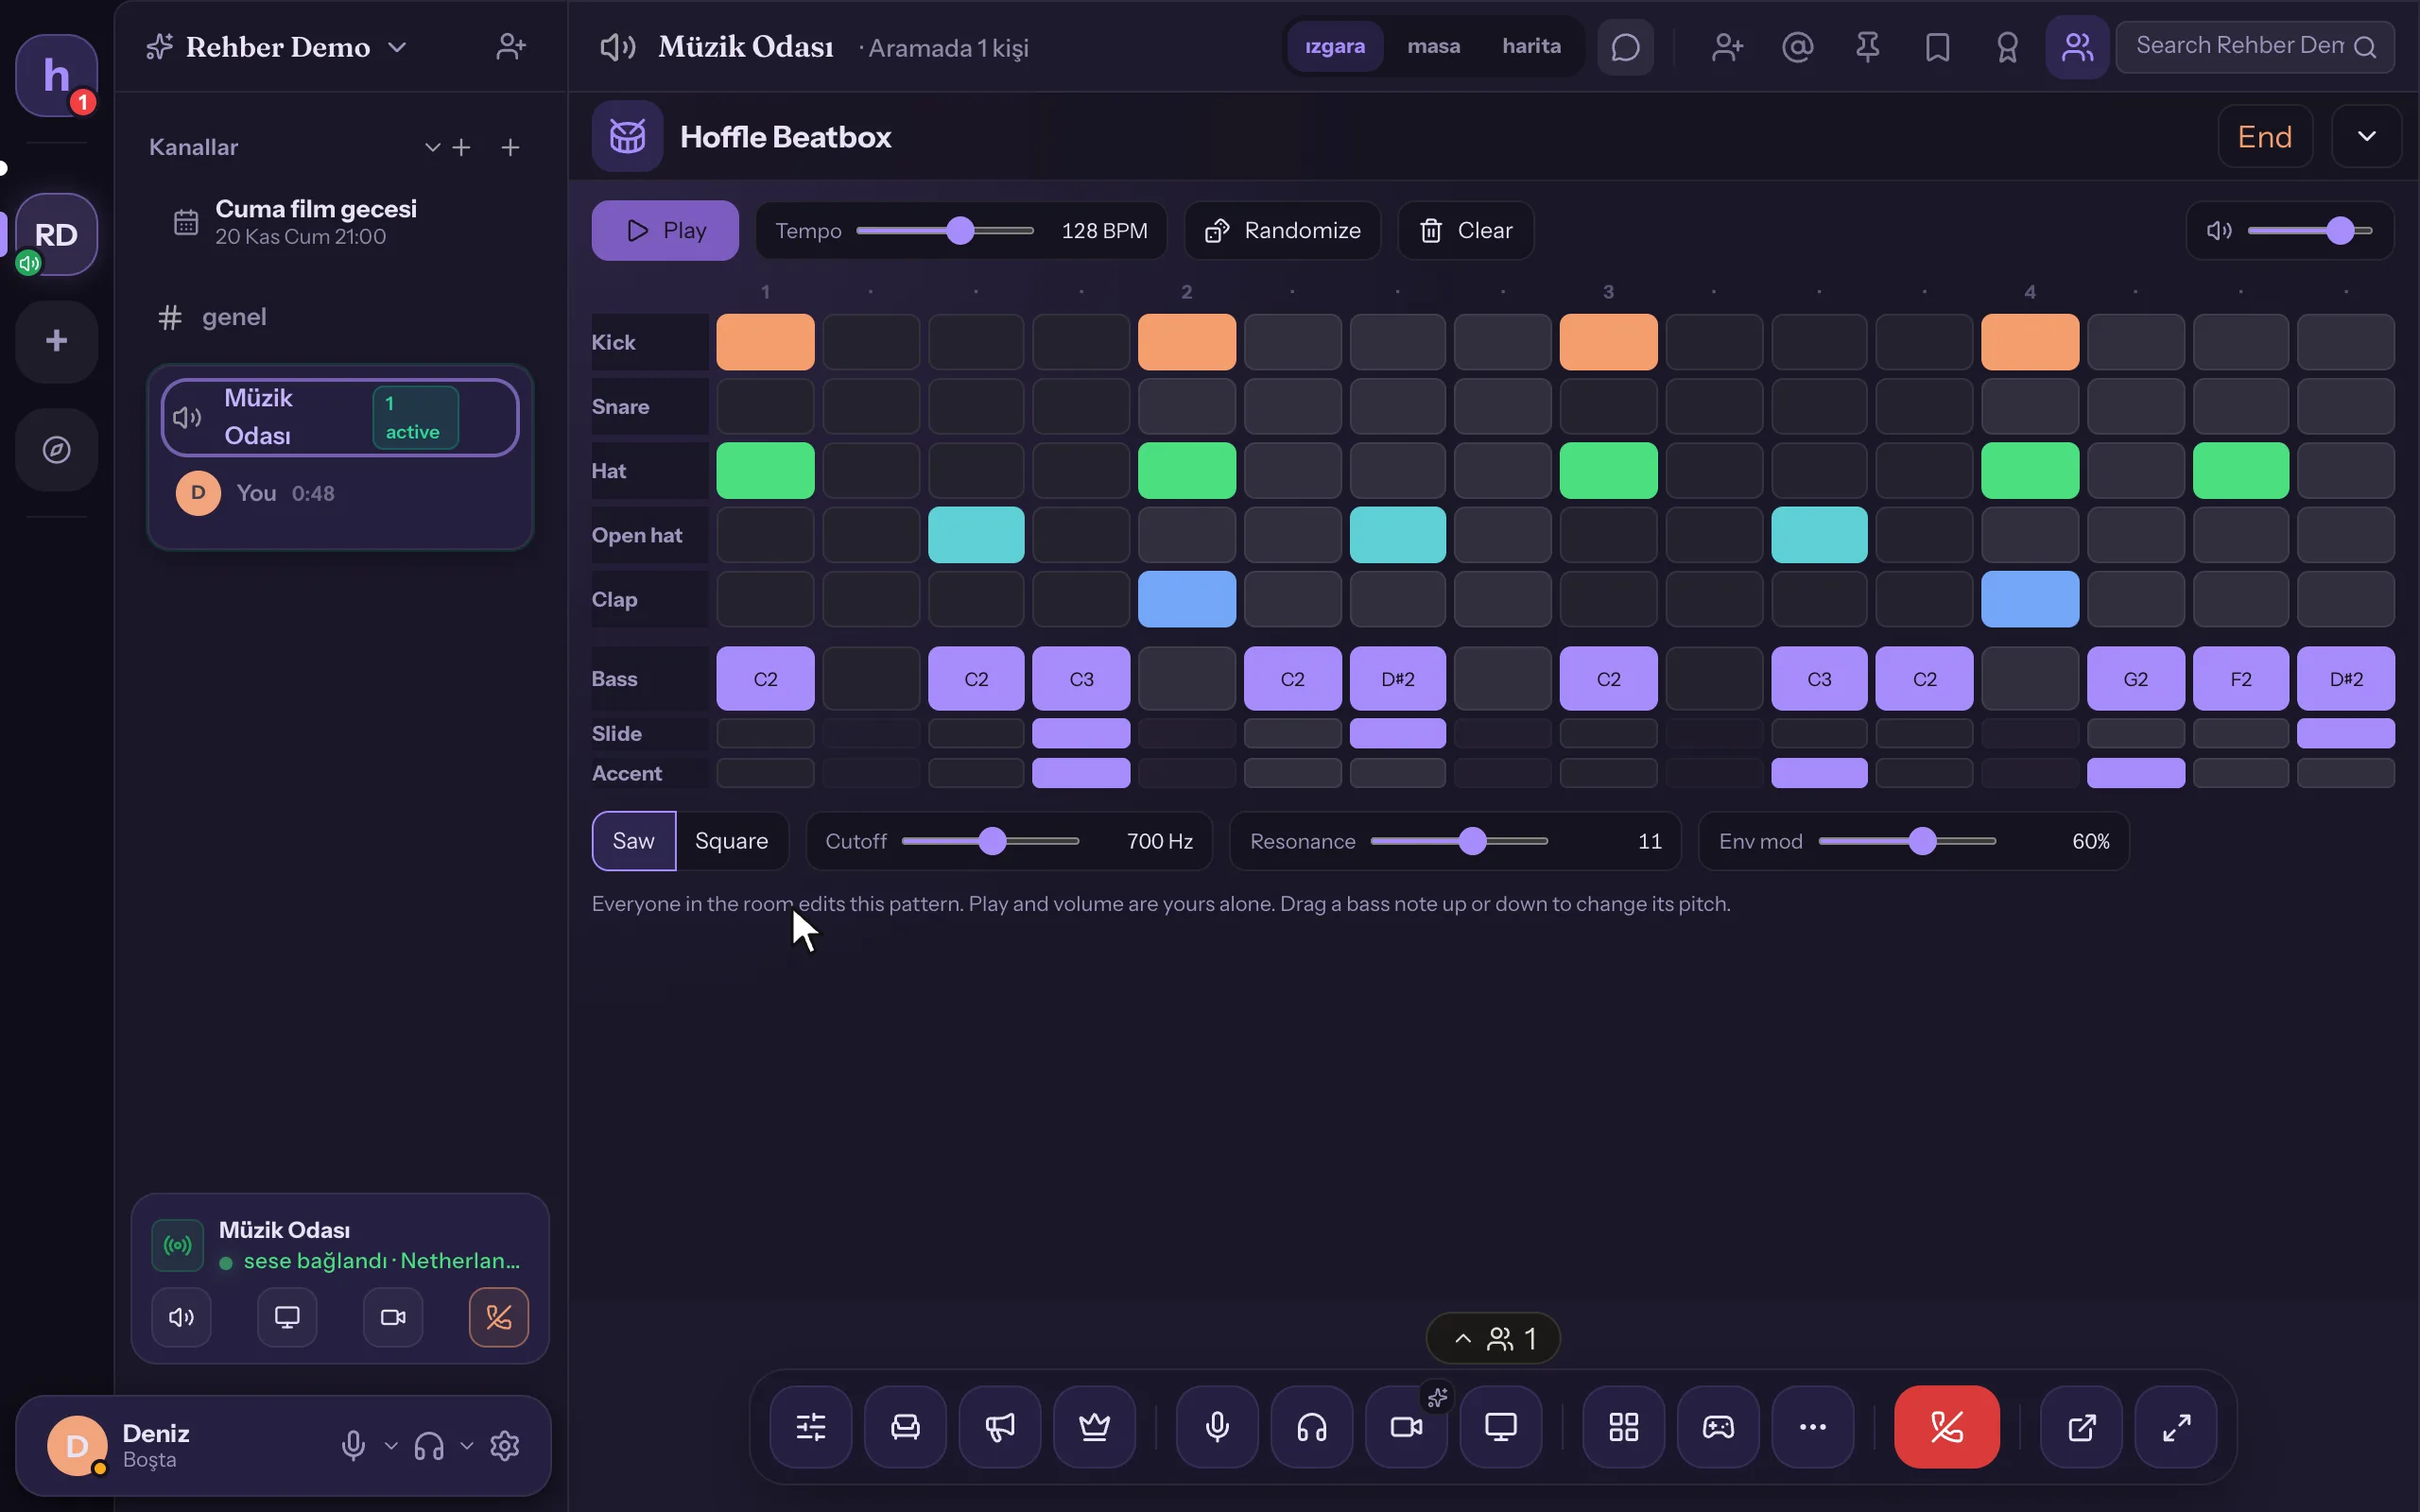 h
1
RD
Rehber Demo
Kanallar
Cuma film gecesi
20 Kas Cum 21:00
genel
Müzik Odası
1 active
D
You 0:48
Müzik Odası
sese bağlandı · Netherlan...
D
Deniz
Boşta
Müzik Odası · Aramada 1 kişi
ızgara masa harita
Search Rehber Den
Hoffle Beatbox
End
Play
Tempo 128 BPM
Randomize
Clear
1 2 3 4
Kick
Snare
Hat
Open hat
Clap
Bass C2 C2 C3 C2 D#2 C2 C3 C2 G2 F2 D#2
Slide
Accent
Saw Square
Cutoff 700 Hz
Resonance 11
Env mod 60%
Everyone in the room edits this pattern. Play and volume are yours alone. Drag a bass note up or down to change its pitch.
1